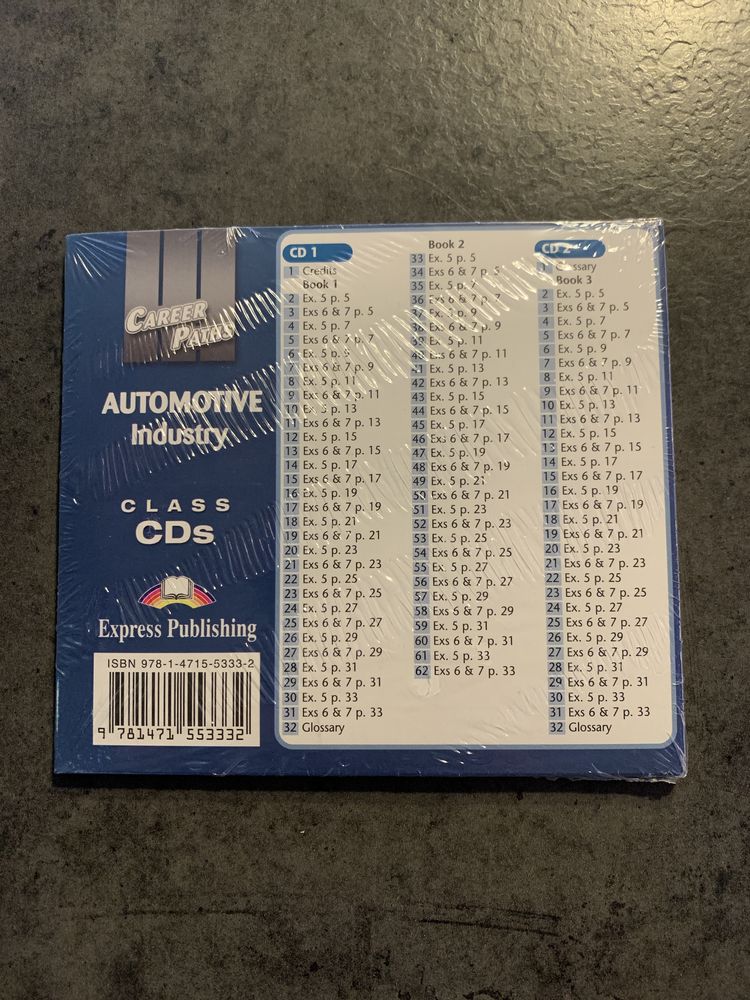 CAREER
PATHS
AUTOMOTIVE
Industry
CLASS
CDs
Express Publishing
ISBN 978-1-4715-5333-2
9 781471 553332
CD 1
1 Credits
Book 1
2 Ex. 5 p. 5
3 Exs 6 & 7 p. 5
4 Ex. 5 p. 7
5 Exs 6 & 7 p. 7
6 Ex. 5 p. 9
7 Exs 6 & 7 p. 9
8 Ex. 5 p. 11
9 Exs 6 & 7 p. 11
10 Ex. 5 p. 13
11 Exs 6 & 7 p. 13
12 Ex. 5 p. 15
13 Exs 6 & 7 p. 15
14 Ex. 5 p. 17
15 Exs 6 & 7 p. 17
16 Ex. 5 p. 19
17 Exs 6 & 7 p. 19
18 Ex. 5 p. 21
19 Exs 6 & 7 p. 21
20 Ex. 5 p. 23
21 Exs 6 & 7 p. 23
22 Ex. 5 p. 25
23 Exs 6 & 7 p. 25
24 Ex. 5 p. 27
25 Exs 6 & 7 p. 27
26 Ex. 5 p. 29
27 Exs 6 & 7 p. 29
28 Ex. 5 p. 31
29 Exs 6 & 7 p. 31
30 Ex. 5 p. 33
31 Exs 6 & 7 p. 33
32 Glossary
Book 2
33 Ex. 5 p. 5
34 Exs 6 & 7 p. 5
35 Ex. 5 p. 7
36 Exs 6 & 7 p. 7
37 Ex. 5 p. 9
38 Exs 6 & 7 p. 9
39 Ex. 5 p. 11
40 Exs 6 & 7 p. 11
41 Ex. 5 p. 13
42 Exs 6 & 7 p. 13
43 Ex. 5 p. 15
44 Exs 6 & 7 p. 15
45 Ex. 5 p. 17
46 Exs 6 & 7 p. 17
47 Ex. 5 p. 19
48 Exs 6 & 7 p. 19
49 Ex. 5 p. 21
50 Exs 6 & 7 p. 21
51 Ex. 5 p. 23
52 Exs 6 & 7 p. 23
53 Ex. 5 p. 25
54 Exs 6 & 7 p. 25
55 Ex. 5 p. 27
56 Exs 6 & 7 p. 27
57 Ex. 5 p. 29
58 Exs 6 & 7 p. 29
59 Ex. 5 p. 31
60 Exs 6 & 7 p. 31
61 Ex. 5 p. 33
62 Exs 6 & 7 p. 33
CD 2
1 Glossary
Book 3
2 Ex. 5 p. 5
3 Exs 6 & 7 p. 5
4 Ex. 5 p. 7
5 Exs 6 & 7 p. 7
6 Ex. 5 p. 9
7 Exs 6 & 7 p. 9
8 Ex. 5 p. 11
9 Exs 6 & 7 p. 11
10 Ex. 5 p. 13
11 Exs 6 & 7 p. 13
12 Ex. 5 p. 15
13 Exs 6 & 7 p. 15
14 Ex. 5 p. 17
15 Exs 6 & 7 p. 17
16 Ex. 5 p. 19
17 Exs 6 & 7 p. 19
18 Ex. 5 p. 21
19 Exs 6 & 7 p. 21
20 Ex. 5 p. 23
21 Exs 6 & 7 p. 23
22 Ex. 5 p. 25
23 Exs 6 & 7 p. 25
24 Ex. 5 p. 27
25 Exs 6 & 7 p. 27
26 Ex. 5 p. 29
27 Exs 6 & 7 p. 29
28 Ex. 5 p. 31
29 Exs 6 & 7 p. 31
30 Ex. 5 p. 33
31 Exs 6 & 7 p. 33
32 Glossary